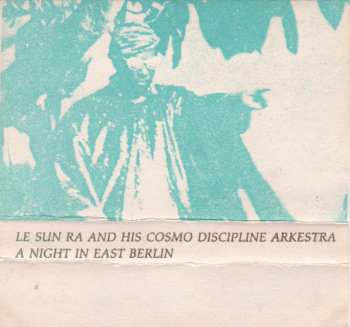 LE SUN RA AND HIS COSMO DISCIPLINE ARKESTRA
A NIGHT IN EAST BERLIN